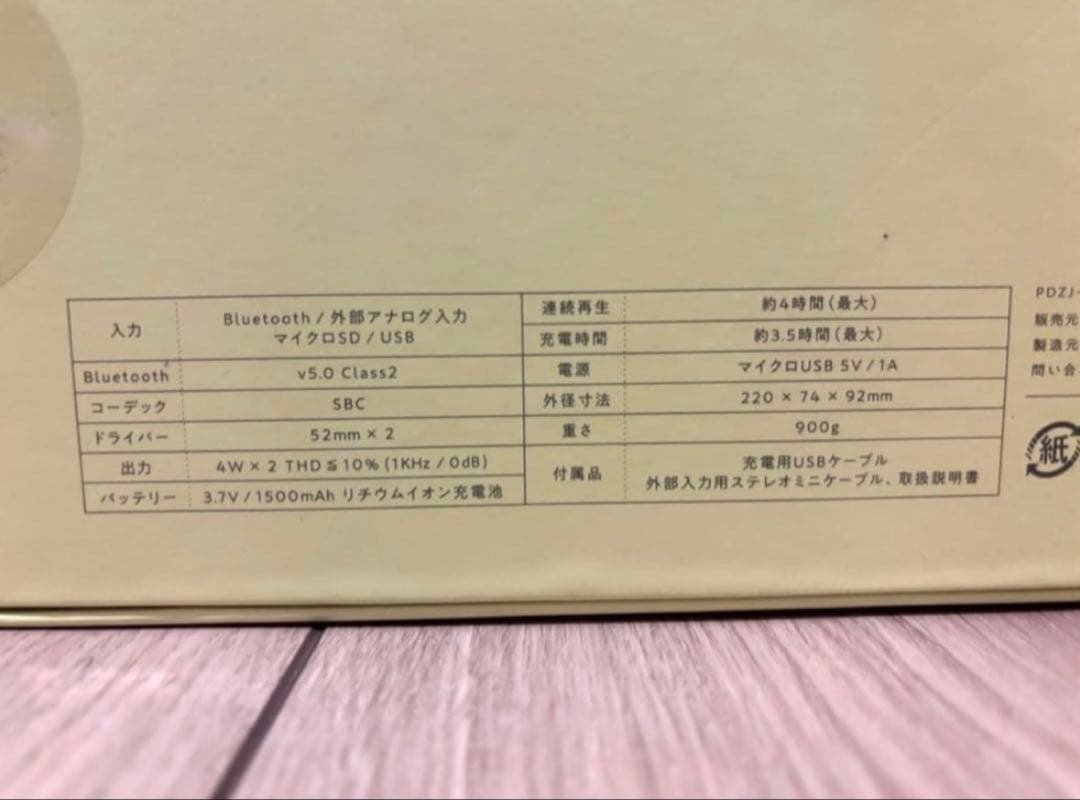 入力
Bluetooth / 外部アナログ入力
マイクロSD / USB
Bluetooth
v5.0 Class2
コーデック
SBC
ドライバー
52mm × 2
出力
4W × 2 THD ≦ 10% (1KHz / 0dB)
バッテリー
3.7V / 1500mAh リチウムイオン充電池
連続再生
約4時間(最大)
充電時間
約3.5時間(最大)
電源
マイクロUSB 5V / 1A
外径寸法
220 × 74 × 92mm
重さ
900g
付属品
充電用USBケーブル
外部入力用ステレオミニケーブル、取扱説明書
PDZJ-
販売元
製造元
問い合
紙